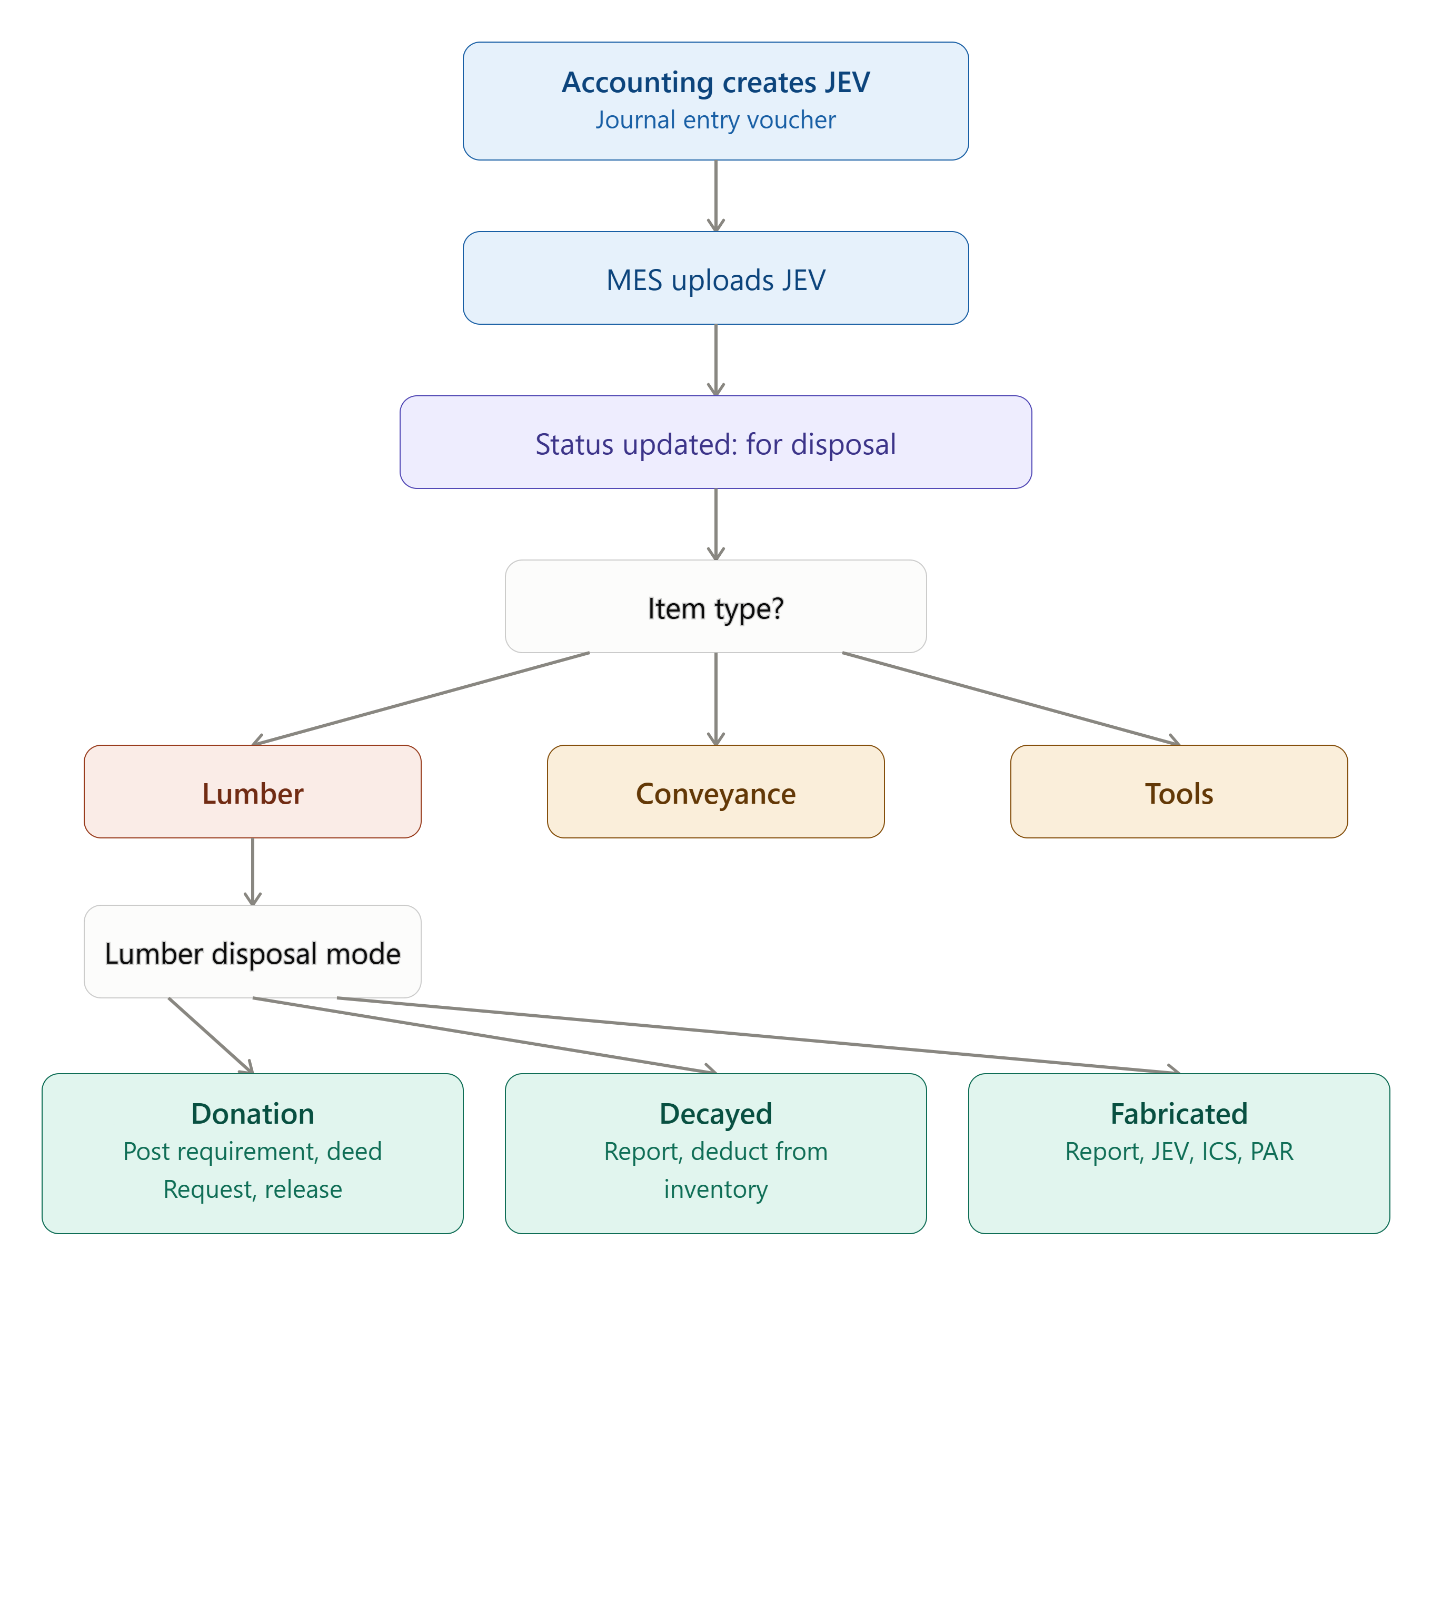 Accounting creates JEV
Journal entry voucher
MES uploads JEV
Status updated: for disposal
Item type?
Lumber
Conveyance
Tools
Lumber disposal mode
Donation
Post requirement, deed
Request, release
Decayed
Report, deduct from
inventory
Fabricated
Report, JEV, ICS, PAR